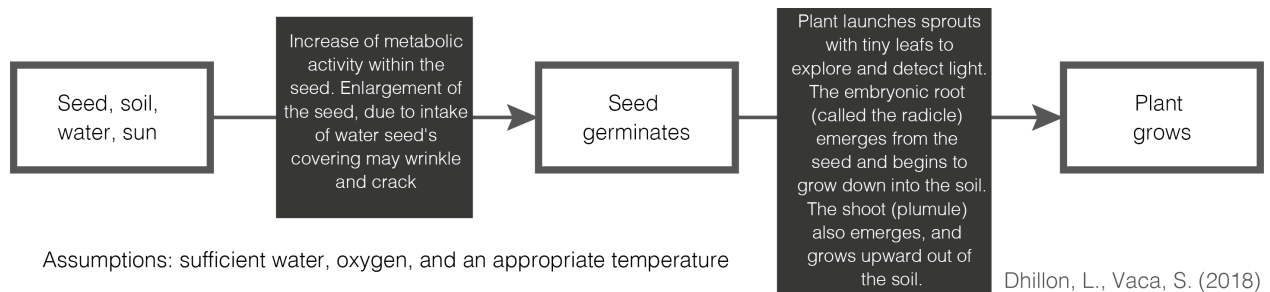 Seed, soil,
water, sun
Increase of metabolic
activity within the
seed. Enlargement of
the seed, due to intake
of water seed's
covering may wrinkle
and crack
Seed
germinates
Plant launches sprouts
with tiny leafs to
explore and detect light.
The embryonic root
(called the radicle)
emerges from the
seed and begins to
grow down into the soil.
The shoot (plumule)
also emerges, and
grows upward out of
the soil.
Plant
grows
Assumptions: sufficient water, oxygen, and an appropriate temperature
Dhillon, L., Vaca, S. (2018)